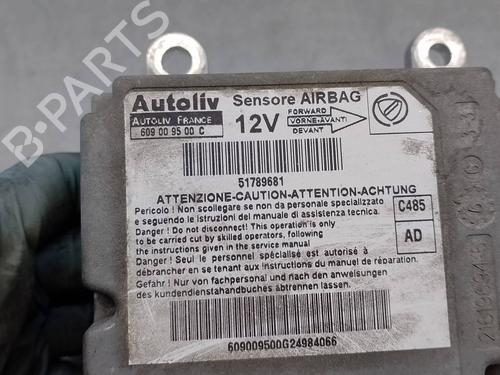 B-PARTS
Autoliv
AUTOLIV FRANCE
609 00 95 00 C
Sensore AIRBAG
12V
FORWARD
VORNE-AVANTI
DEVANT
51789681
ATTENZIONE-CAUTION-ATTENTION-ACHTUNG
Pericolo ! Non scollegare se non da personale specializzato
e seguendo le istruzioni del manuale di assistenza tecnica.
Danger ! Do not disconnect! This operation is only
to be carried out by skilled operators, following
the instructions given in the service manual
Danger ! Seul le personnel spécialisé est autorisé à
débrancher en se tenant aux instructions du manuel de réparation.
Gefahr ! Nur von fachpersonal und nach den anweisungen
des kundendienstahandbuches abtrennen lassen.
C485
AD
609009500G24984066